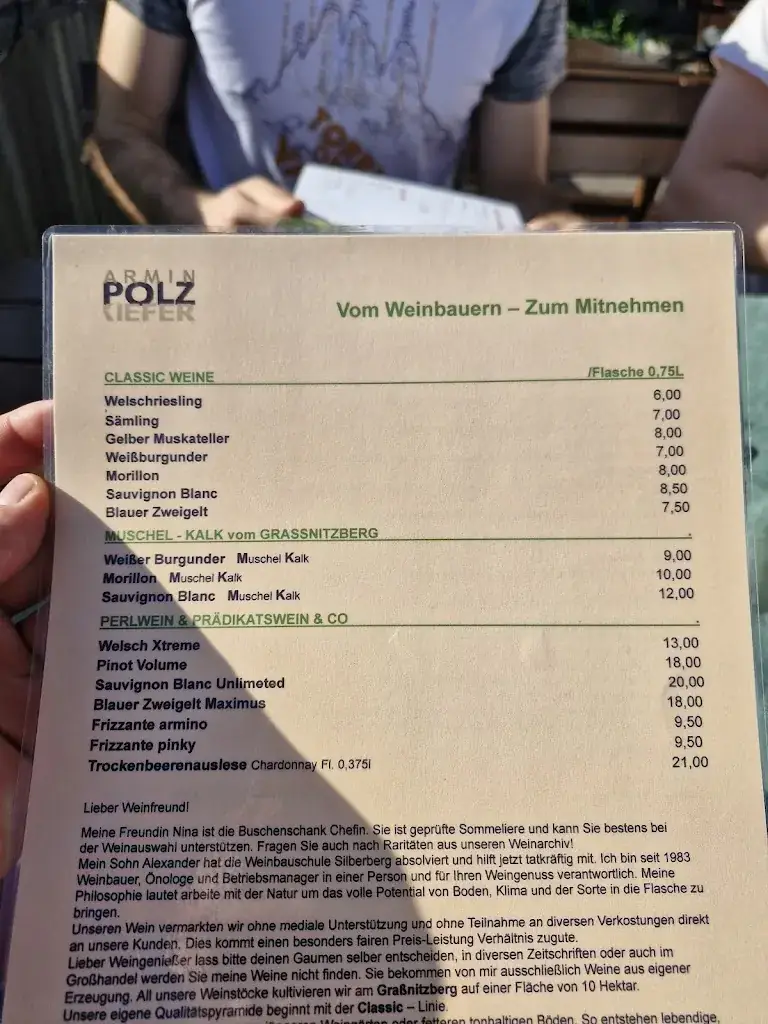 ARMIN
POLZ
KIEFER
Vom Weinbauern – Zum Mitnehmen
CLASSIC WEINE /Flasche 0,75L
Welschriesling 6,00
Sämling 7,00
Gelber Muskateller 8,00
Weißburgunder 7,00
Morillon 8,00
Sauvignon Blanc 8,50
Blauer Zweigelt 7,50
MUSCHEL - KALK vom GRASSNITZBERG .
Weißer Burgunder Muschel Kalk 9,00
Morillon Muschel Kalk 10,00
Sauvignon Blanc Muschel Kalk 12,00
PERLWEIN & PRÄDIKATSWEIN & CO .
Welsch Xtreme 13,00
Pinot Volume 18,00
Sauvignon Blanc Unlimeted 20,00
Blauer Zweigelt Maximus 18,00
Frizzante armino 9,50
Frizzante pinky 9,50
Trockenbeerenauslese Chardonnay Fl. 0,375l 21,00
Lieber Weinfreund!
Meine Freundin Nina ist die Buschenschank Chefin. Sie ist geprüfte Sommeliere und kann Sie bestens bei
der Weinauswahl unterstützen. Fragen Sie auch nach Raritäten aus unseren Weinarchiv!
Mein Sohn Alexander hat die Weinbauschule Silberberg absolviert und hilft jetzt tatkräftig mit. Ich bin seit 1983
Weinbauer, Önologe und Betriebsmanager in einer Person und für Ihren Weingenuss verantwortlich. Meine
Philosophie lautet arbeite mit der Natur um das volle Potential von Boden, Klima und der Sorte in die Flasche zu
bringen.
Unseren Wein vermarkten wir ohne mediale Unterstützung und ohne Teilnahme an diversen Verkostungen direkt
an unsere Kunden. Dies kommt einen besonders fairen Preis-Leistung Verhältnis zugute.
Lieber Weingenießer lass bitte deinen Gaumen selber entscheiden, in diversen Zeitschriften oder auch im
Großhandel werden Sie meine Weine nicht finden. Sie bekommen von mir ausschließlich Weine aus eigener
Erzeugung. All unsere Weinstöcke kultivieren wir am Graßnitzberg auf einer Fläche von 10 Hektar.
Unsere eigene Qualitätspyramide beginnt mit der Classic – Linie.
Weingärten oder fetteren tonhaltigen Böden. So entstehen lebendige,